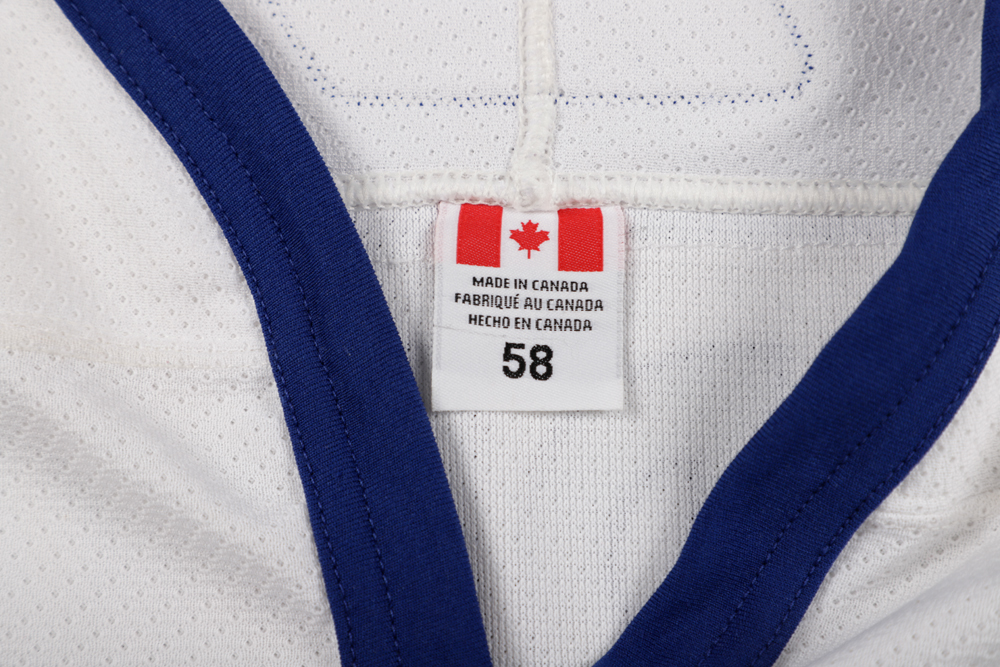 MADE IN CANADA
FABRIQUÉ AU CANADA
HECHO EN CANADA
58